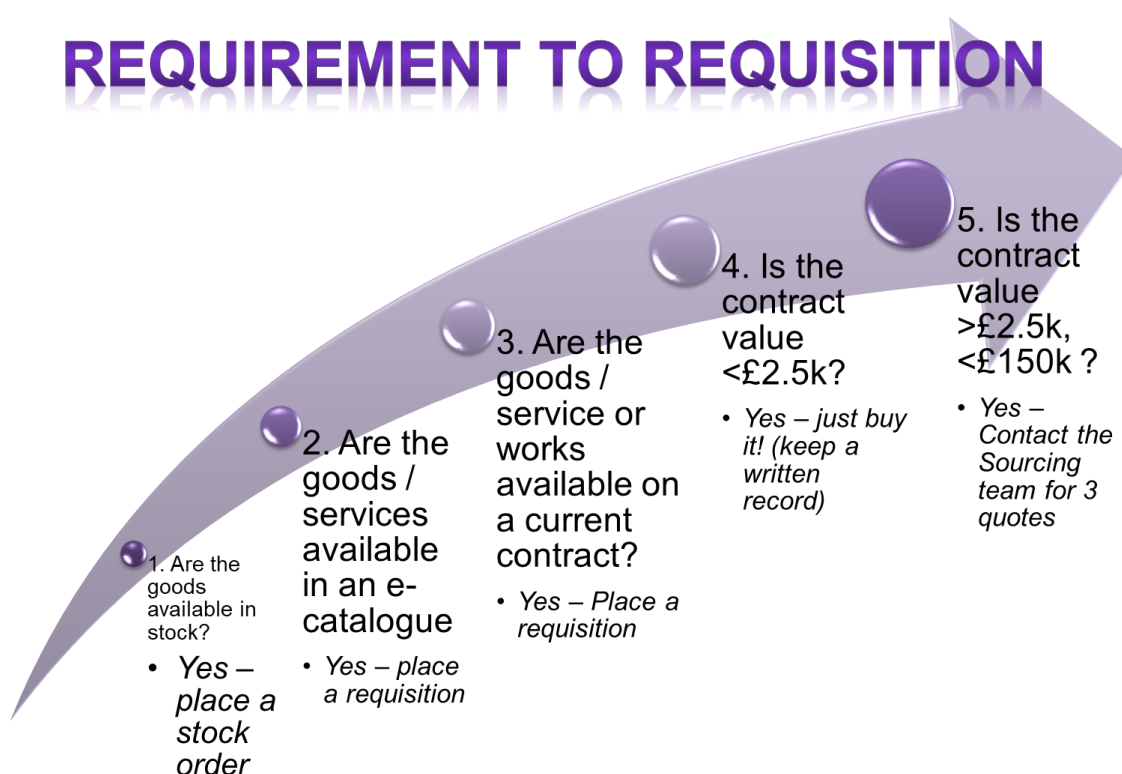 REQUIREMENT TO REQUISITION
1. Are the
goods
available in
stock?
• Yes –
place a
stock
order
2. Are the
goods /
services
available
in an e-
catalogue
• Yes – place
a requisition
3. Are the
goods /
service or
works
available on
a current
contract?
• Yes – Place a
requisition
4. Is the
contract
value
<£2.5k?
• Yes – just buy
it! (keep a
written
record)
5. Is the
contract
value
>£2.5k,
<£150k ?
• Yes –
Contact the
Sourcing
team for 3
quotes